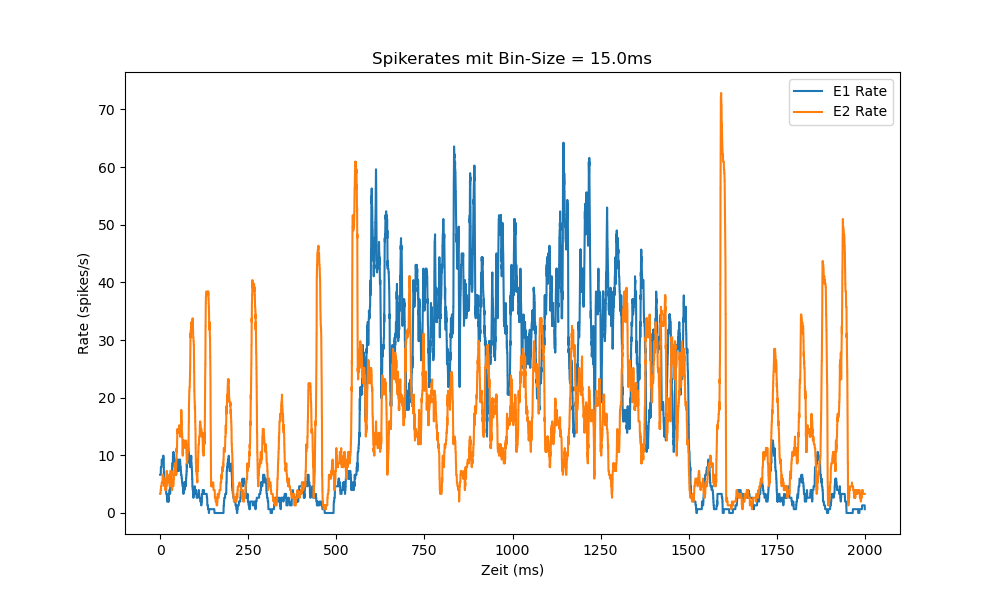 Spikerates mit Bin-Size = 15.0ms
E1 Rate
E2 Rate
Rate (spikes/s)
70
60
50
40
30
20
10
0
0 250 500 750 1000 1250 1500 1750 2000
Zeit (ms)